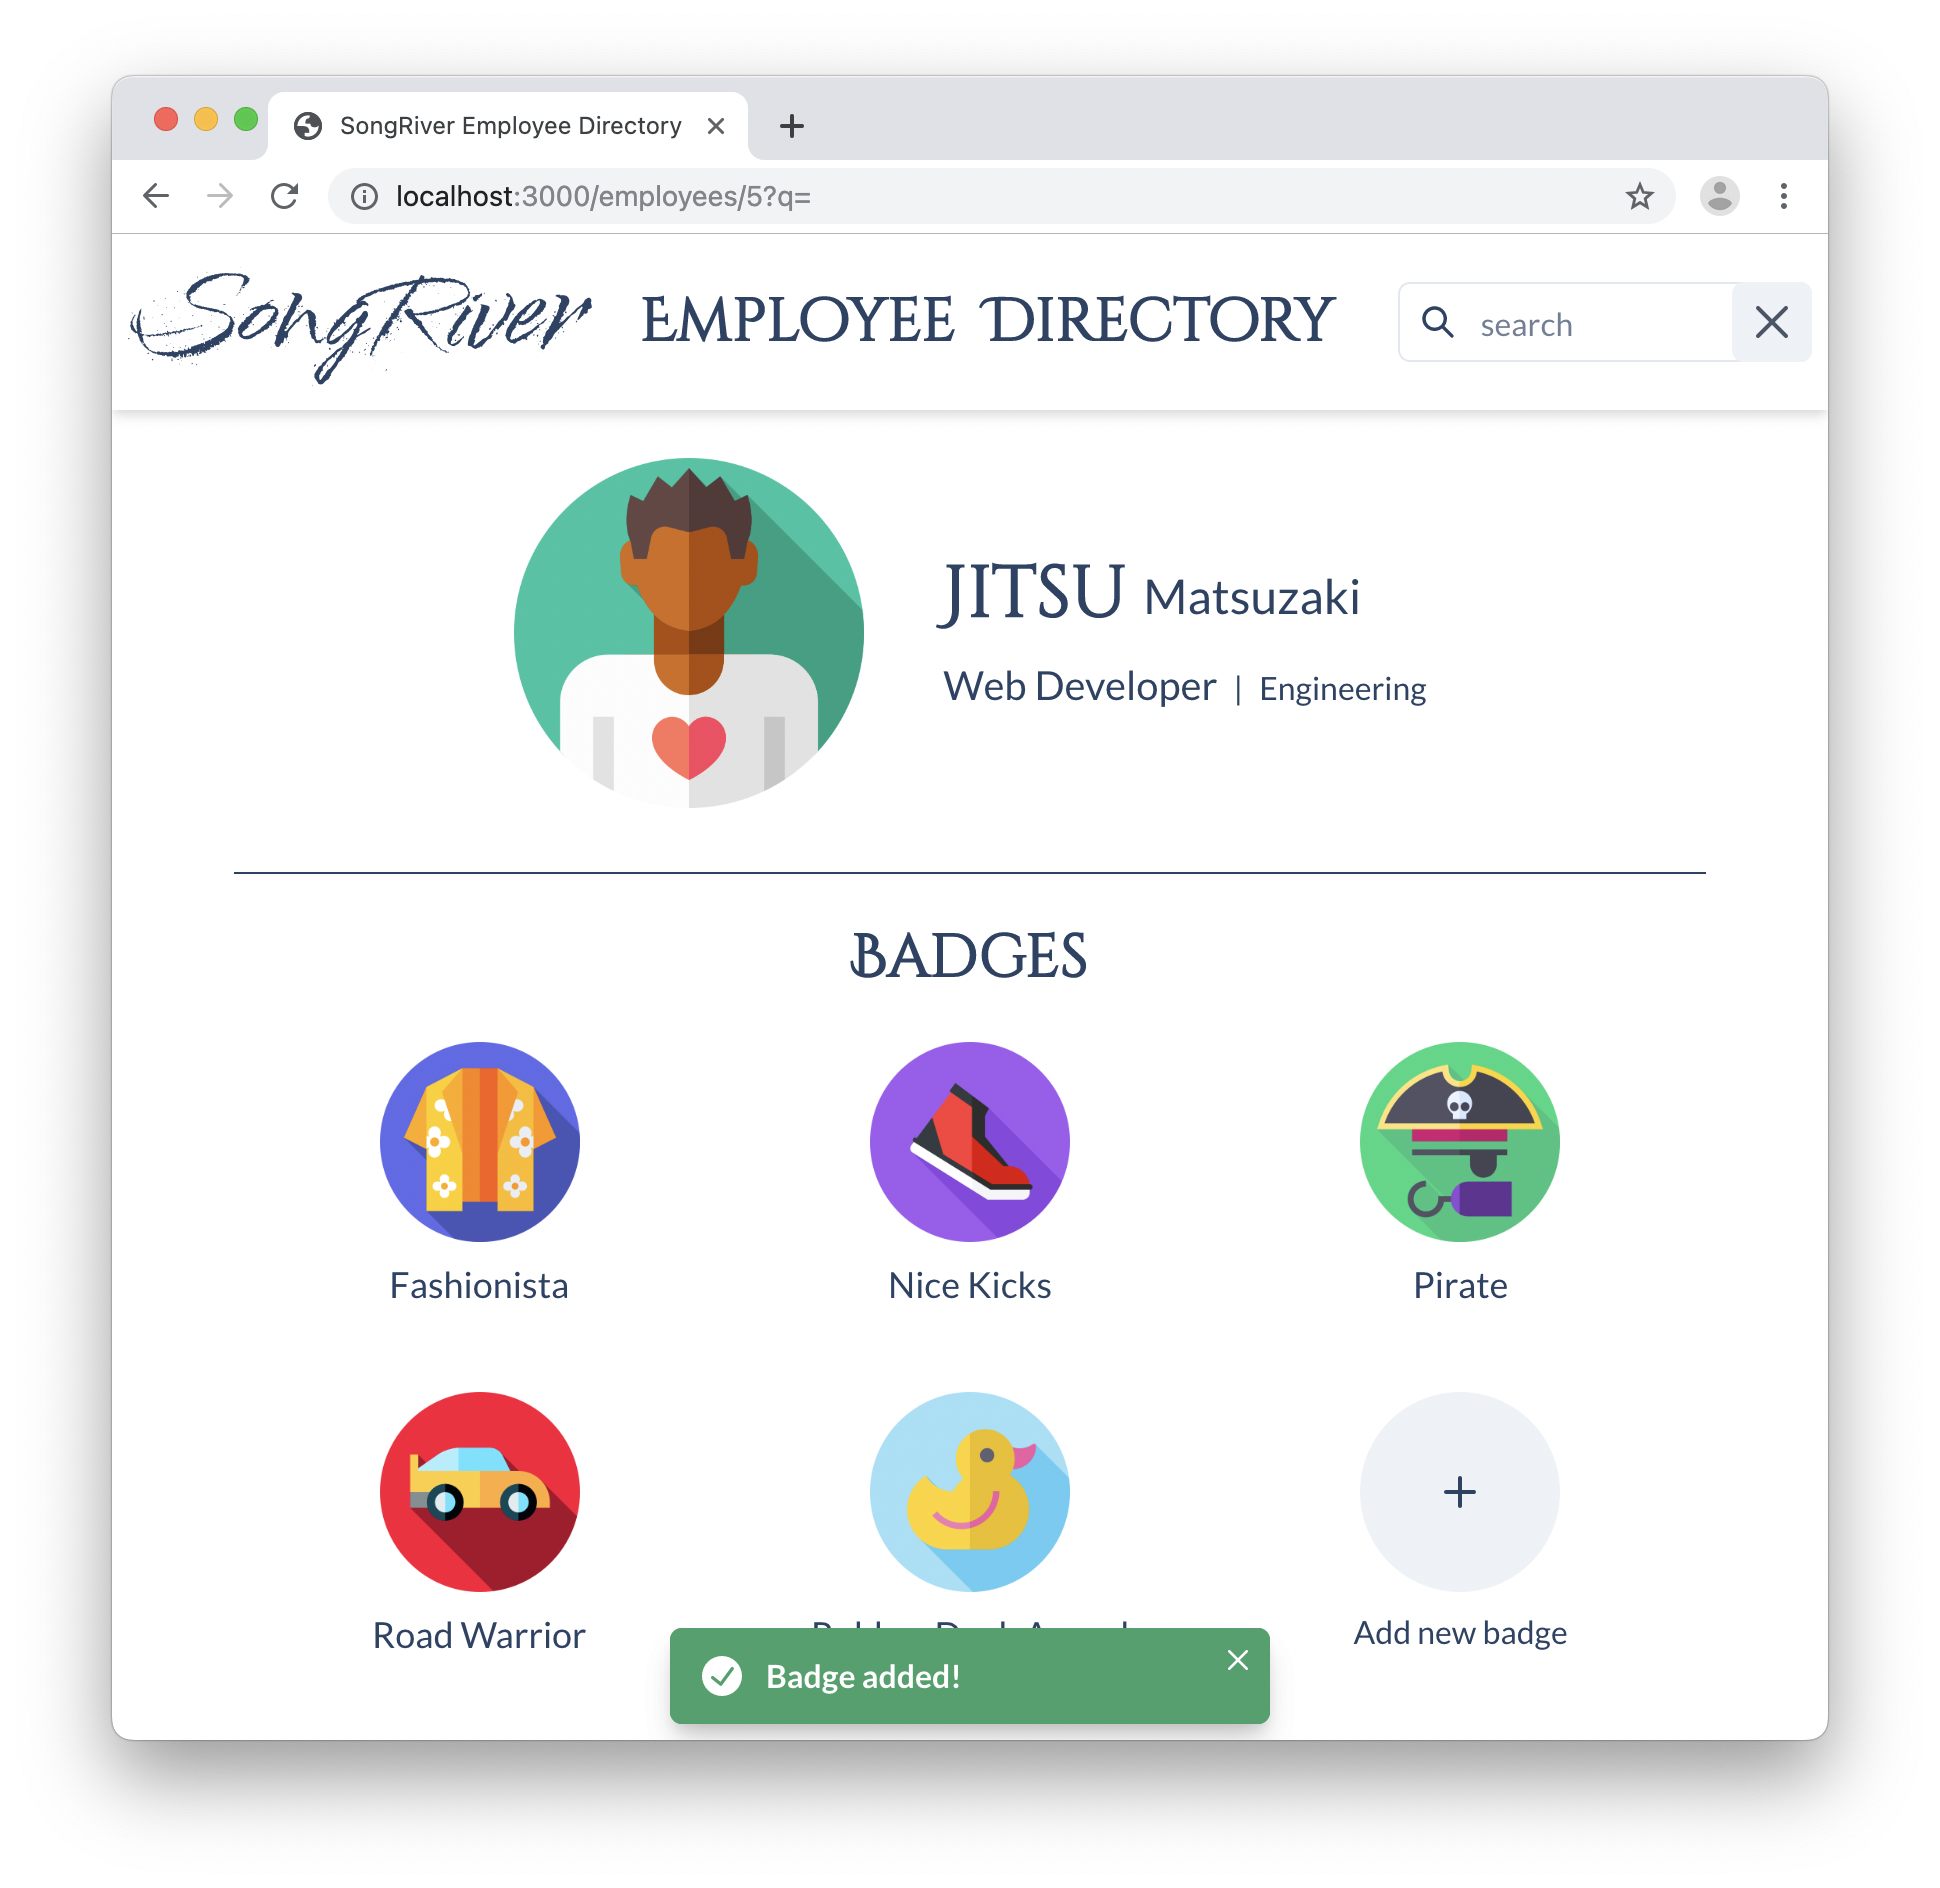 SongRiver Employee Directory
localhost:3000/employees/5?q=
SongRiver EMPLOYEE DIRECTORY search
JITSU Matsuzaki
Web Developer | Engineering
BADGES
Fashionista Nice Kicks Pirate
Road Warrior Add new badge
Badge added!